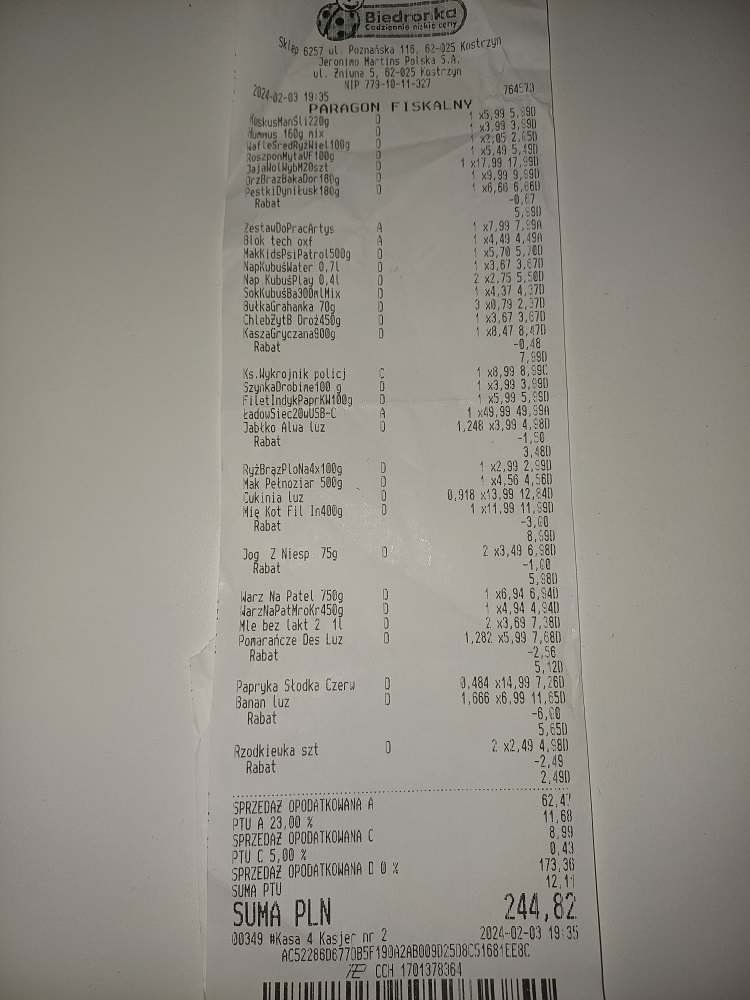 Biedronka
Codziennie niskie ceny
Sklep 6257 ul. Poznańska 116, 62-025 Kostrzyn
Jeronimo Martins Polska S.A.
ul. Żniwna 5, 62-025 Kostrzyn
NIP 779-10-11-327
2024-02-03 19:35 764573
PARAGON FISKALNY
KuskusManŚli220g D 1 x5,99 5,99D
Hummus 160g mix D 1 x3,99 3,99D
WafleŚredRyżWiel100g D 1 x2,05 2,05D
RoszponMytaVF100g D 1 x5,49 5,49D
JajaWolWybM20szt D 1 x17,99 17,99D
OrzBrazBakaDor180g D 1 x9,99 9,99D
PestkiDyniŁusk180g D 1 x6,66 6,66D
Rabat -0,67
5,99D
ZestawDoPracArtys A 1 x7,99 7,99A
Blok tech oxf A 1 x4,49 4,49A
MakKidsPsiPatrol500g D 1 x5,70 5,70D
NapKubuśWater 0,7l D 1 x3,67 3,67D
Nap.KubuśPlay 0,4l D 2 x2,75 5,50D
SokKubuśBa300mlMix D 1 x4,37 4,37D
BułkaGrahamka 70g D 3 x0,79 2,37D
ChlebŻytB Droż450g D 1 x3,67 3,67D
KaszaGryczana900g D 1 x8,47 8,47D
Rabat -0,48
7,99D
Ks.Wykrojnik policj C 1 x8,99 8,99C
SzynkaDrobime100 g D 1 x3,99 3,99D
FiletIndykPaprKW100g D 1 x5,99 5,99D
ŁadowSiec20wUSB-C A 1 x49,99 49,99A
Jabłko Alwa luz D 1,248 x3,99 4,98D
Rabat -1,50
3,48D
RyżBrązPloNa4x100g D 1 x2,99 2,99D
Mak Pełnoziar 500g D 1 x4,56 4,56D
Cukinia luz D 0,918 x13,99 12,84D
Mię Kot Fil In400g D 1 x11,99 11,99D
Rabat -3,00
8,99D
Jog Z Niesp 75g D 2 x3,49 6,98D
Rabat -1,00
5,98D
Warz Na Patel 750g D 1 x6,94 6,94D
WarzNaPatMroKr450g D 1 x4,94 4,94D
Mle bez lakt 2 1l D 2 x3,69 7,38D
Pomarańcze Des Luz D 1,282 x5,99 7,68D
Rabat -2,56
5,12D
Papryka Słodka Czerw D 0,484 x14,99 7,26D
Banan luz D 1,666 x6,99 11,65D
Rabat -6,00
5,65D
Rzodkiewka szt D 2 x2,49 4,98D
Rabat -2,49
2,49D
SPRZEDAŻ OPODATKOWANA A 62,47
PTU A 23,00 % 11,68
SPRZEDAŻ OPODATKOWANA C 8,99
PTU C 5,00 % 0,43
SPRZEDAŻ OPODATKOWANA D 0 % 173,36
SUMA PTU 12,11
SUMA PLN 244,82
00349 #Kasa 4 Kasjer nr 2 2024-02-03 19:35
AC52286D6770B5F190A2AB009D25D8C51681EE8C
CCH 1701378364